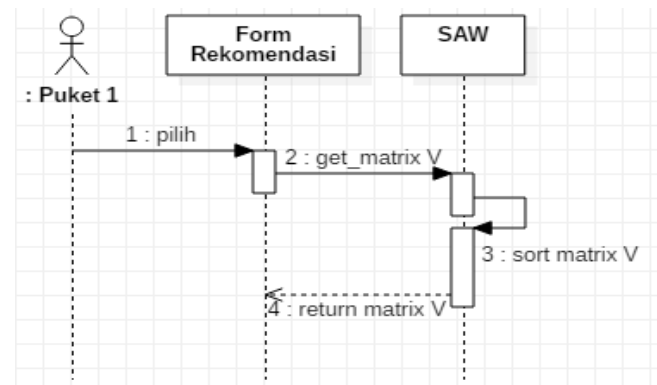 Form
Rekomendasi
SAW
: Puket 1
1 : pilih
2 : get_matrix V
3 : sort matrix V
4 : return matrix V